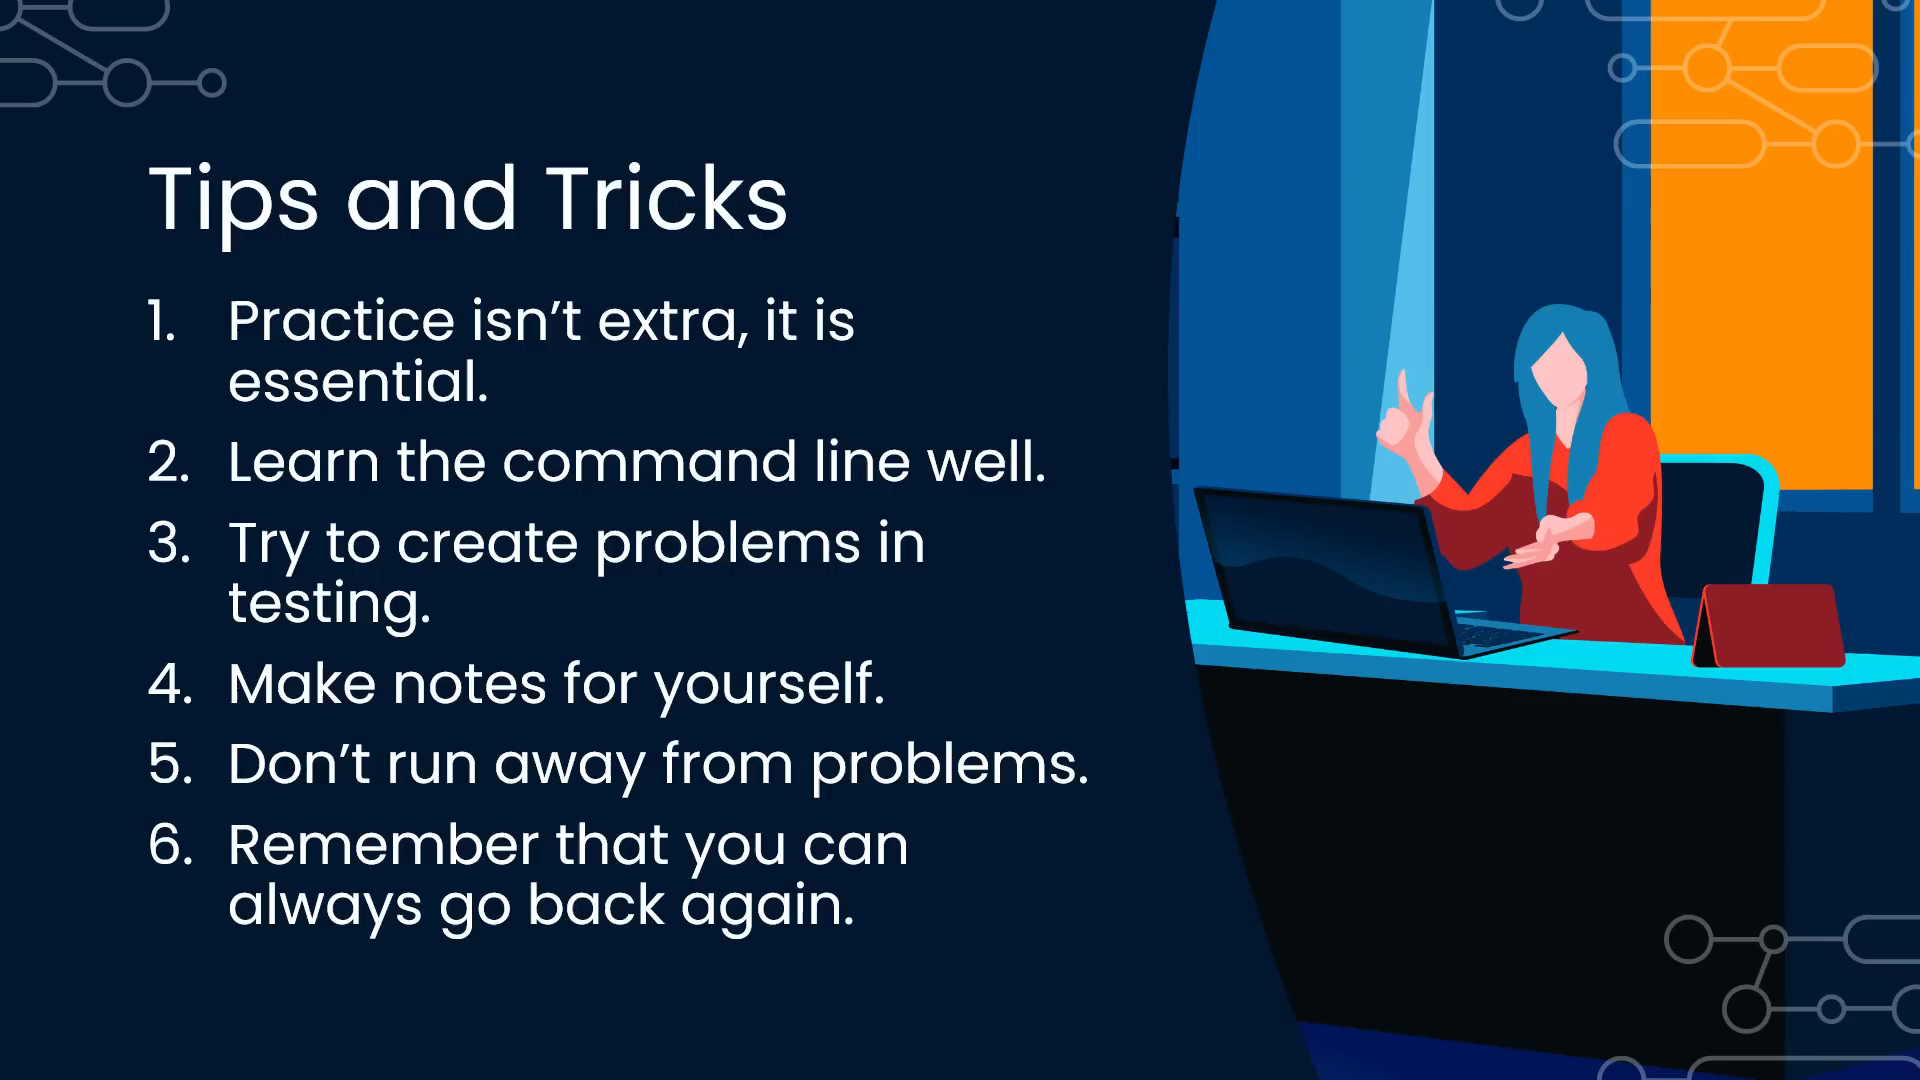 Tips and Tricks
1. Practice isn’t extra, it is
essential.
2. Learn the command line well.
3. Try to create problems in
testing.
4. Make notes for yourself.
5. Don’t run away from problems.
6. Remember that you can
always go back again.